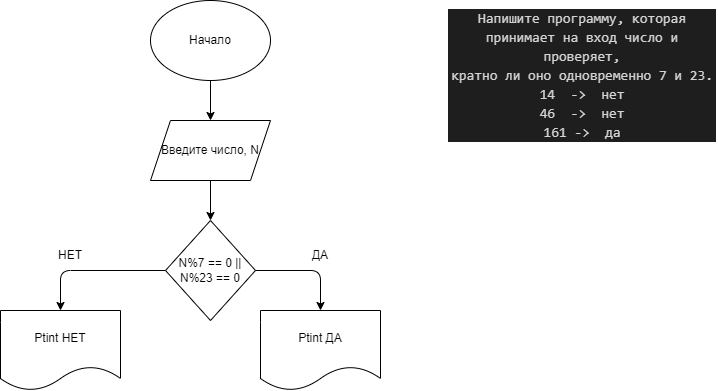 Начало
Введите число, N
N%7 == 0 ||
N%23 == 0
НЕТ
ДА
Ptint НЕТ
Ptint ДА
Напишите программу, которая
принимает на вход число и
проверяет,
кратно ли оно одновременно 7 и 23.
14 -> нет
46 -> нет
161 -> да